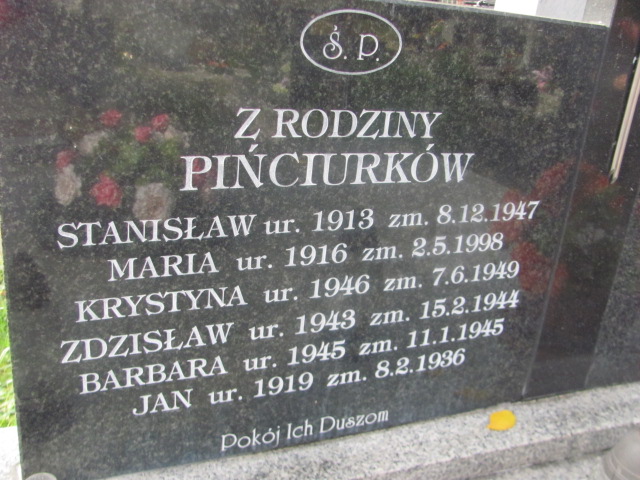 Ś. P.
Z RODZINY
PIŃCIURKÓW
STANISŁAW ur. 1913 zm. 8.12.1947
MARIA ur. 1916 zm. 2.5.1998
KRYSTYNA ur. 1946 zm. 7.6.1949
ZDZISŁAW ur. 1943 zm. 15.2.1944
BARBARA ur. 1945 zm. 11.1.1945
JAN ur. 1919 zm. 8.2.1936
Pokój Ich Duszom